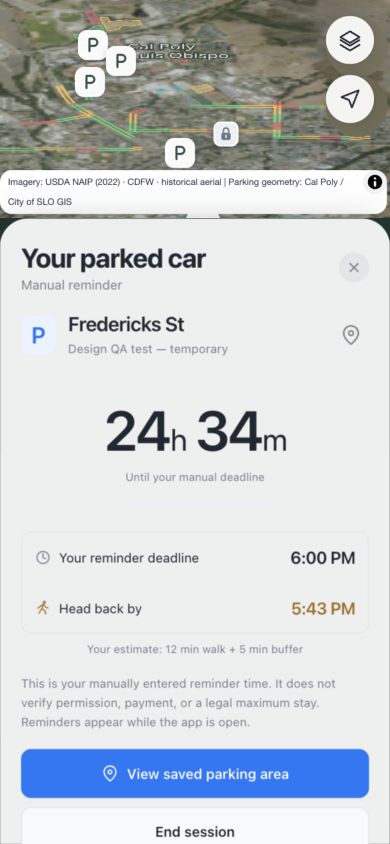 P
P
P
P
Cal Poly
Luis Obispo
Imagery: USDA NAIP (2022) · CDFW · historical aerial | Parking geometry: Cal Poly /
City of SLO GIS
Your parked car
Manual reminder
P
Fredericks St
Design QA test — temporary
24h 34m
Until your manual deadline
Your reminder deadline 6:00 PM
Head back by 5:43 PM
Your estimate: 12 min walk + 5 min buffer
This is your manually entered reminder time. It does not
verify permission, payment, or a legal maximum stay.
Reminders appear while the app is open.
View saved parking area
End session